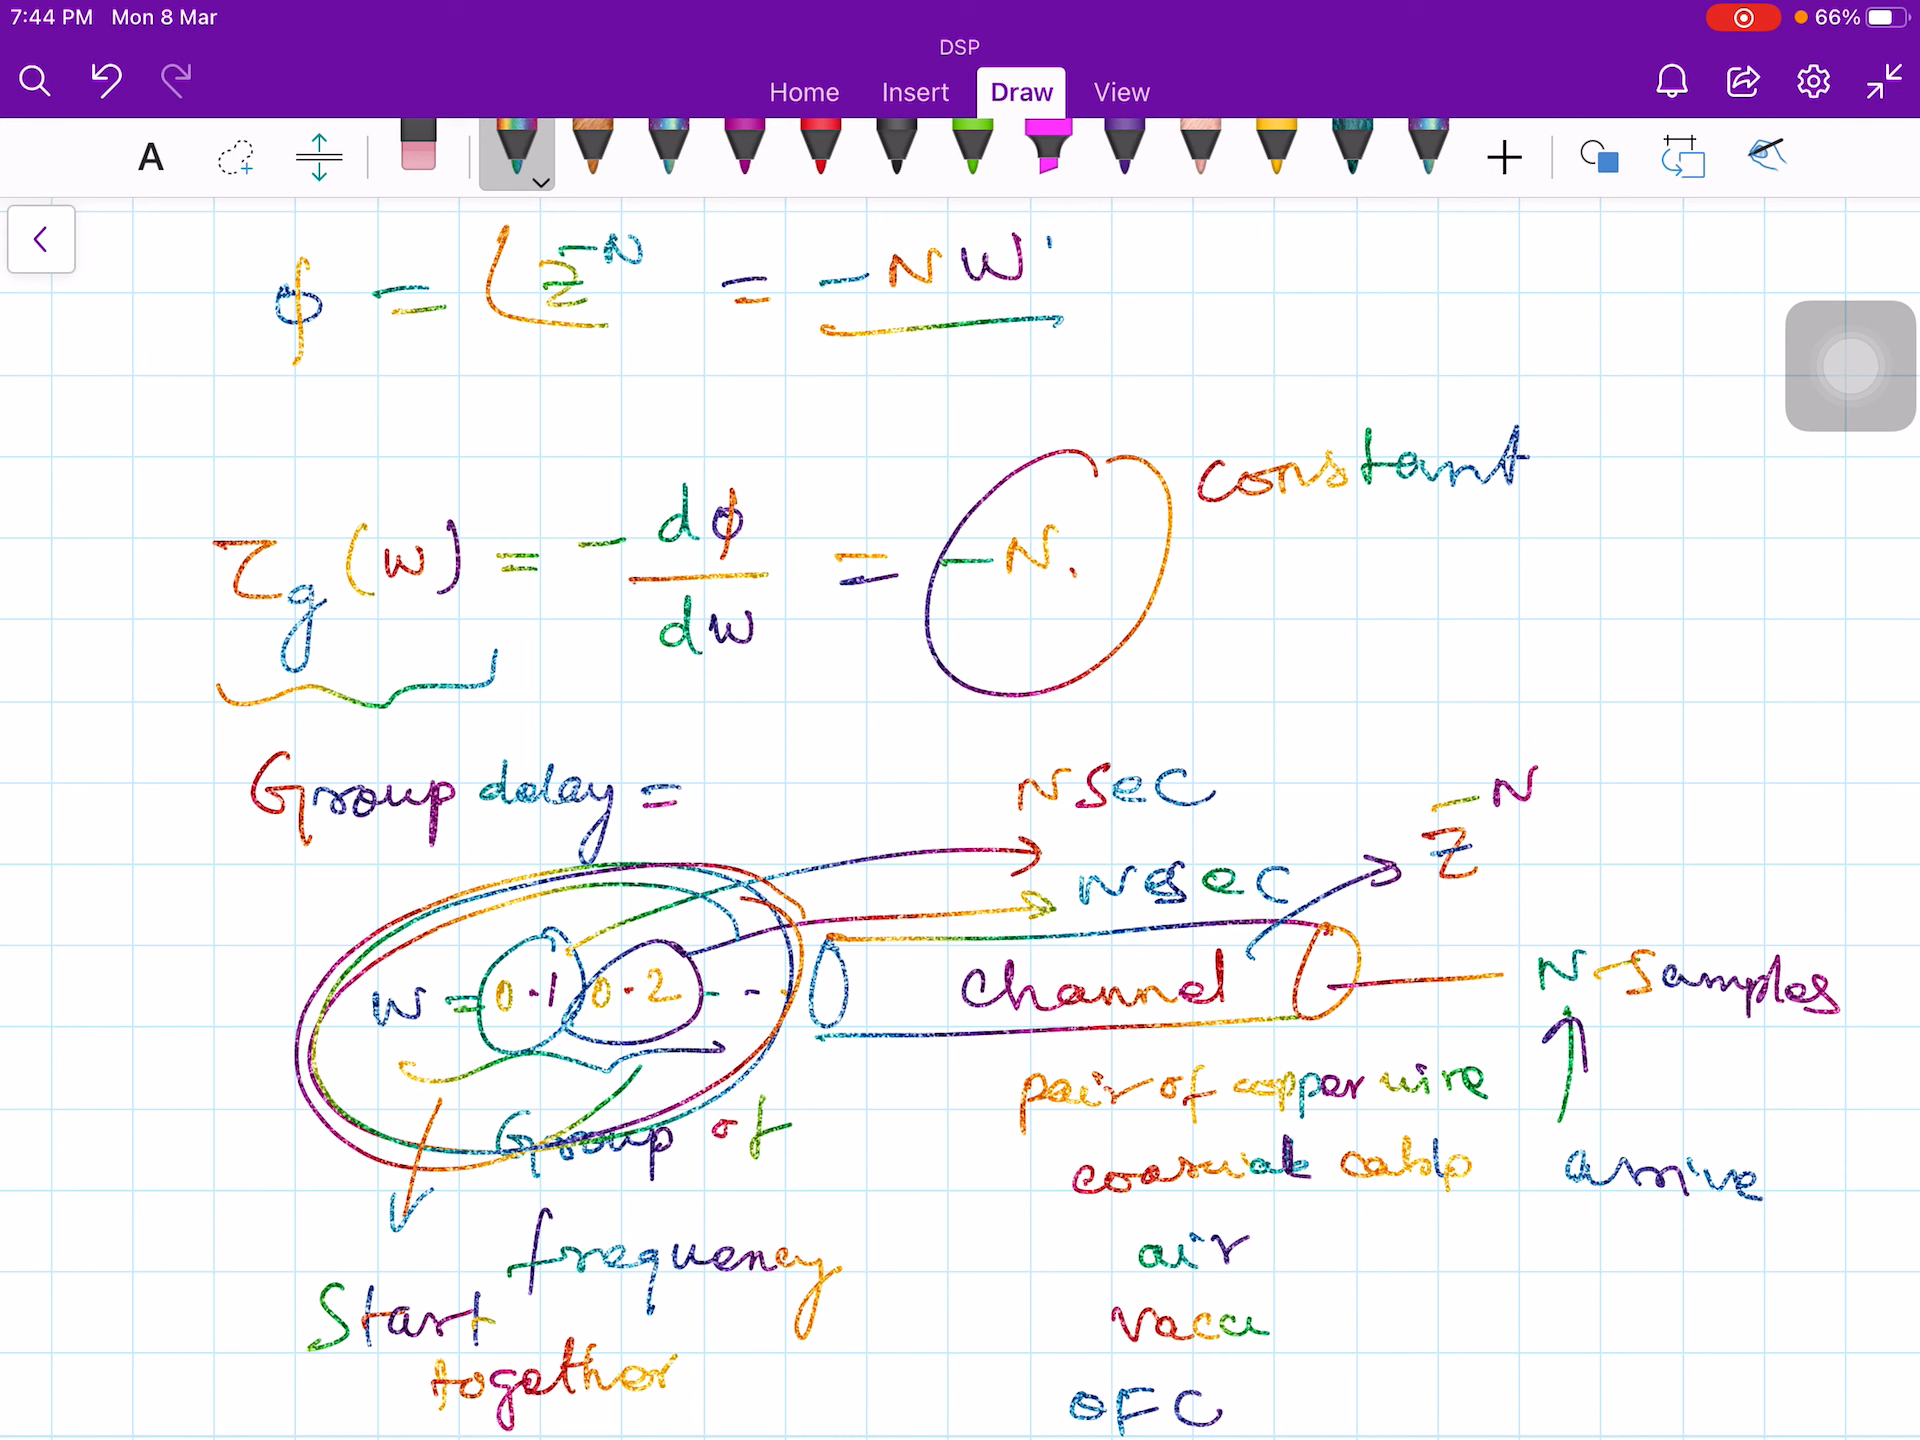 7:44 PM Mon 8 Mar 66%
DSP
Home Insert Draw View
A
ϕ = ∠z^-N = -NW
τg(w) = -dϕ/dw = -N. constant
Group delay = N sec
z^-N
N sec
W = 0.1 0.2 - - - channel N-samples
pair of copper wire
Group of
coaxial cable arrive
frequency air
Start vacu
together
OFC